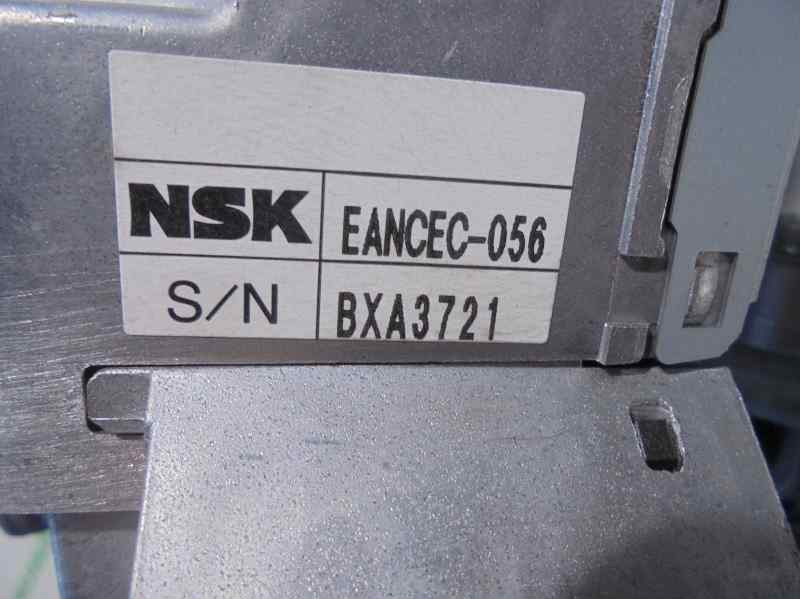 NSK EANCEC-056
S/N BXA3721